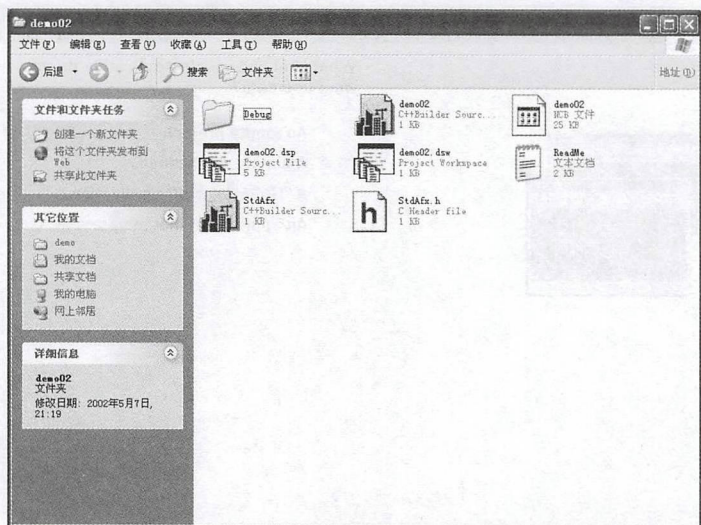 demo02
文件(F) 编辑(E) 查看(V) 收藏(A) 工具(T) 帮助(H)
后退 搜索 文件夹 地址(D)
文件和文件夹任务
创建一个新文件夹
将这个文件夹发布到
Web
共享此文件夹
其它位置
demo
我的文档
共享文档
我的电脑
网上邻居
详细信息
demo02
文件夹
修改日期: 2002年5月7日,
21:19
Debug
demo02
C++Builder Sourc...
1 KB
demo02
NCB 文件
25 KB
demo02.dsp
Project File
5 KB
demo02.dsw
Project Workspace
1 KB
ReadMe
文本文档
2 KB
StdAfx
C++Builder Sourc...
1 KB
h
StdAfx.h
C Header file
1 KB